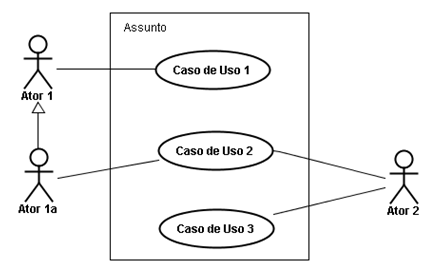 Assunto
Caso de Uso 1
Ator 1
Caso de Uso 2
Ator 1a
Ator 2
Caso de Uso 3